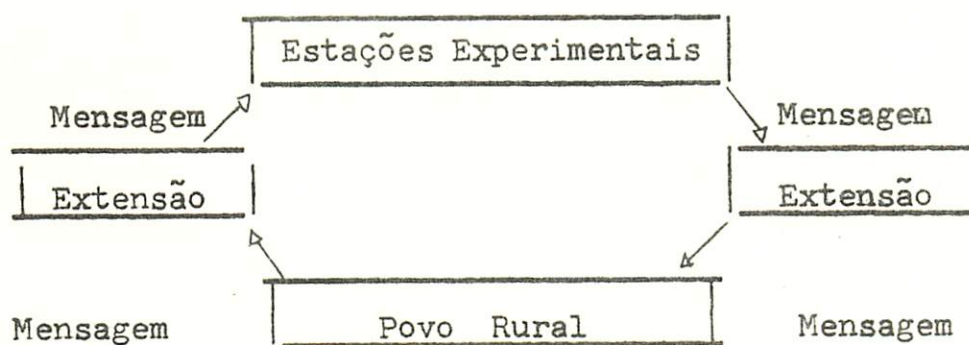 Estações Experimentais
Mensagem Mensagem
Extensão Extensão
Mensagem Povo Rural Mensagem